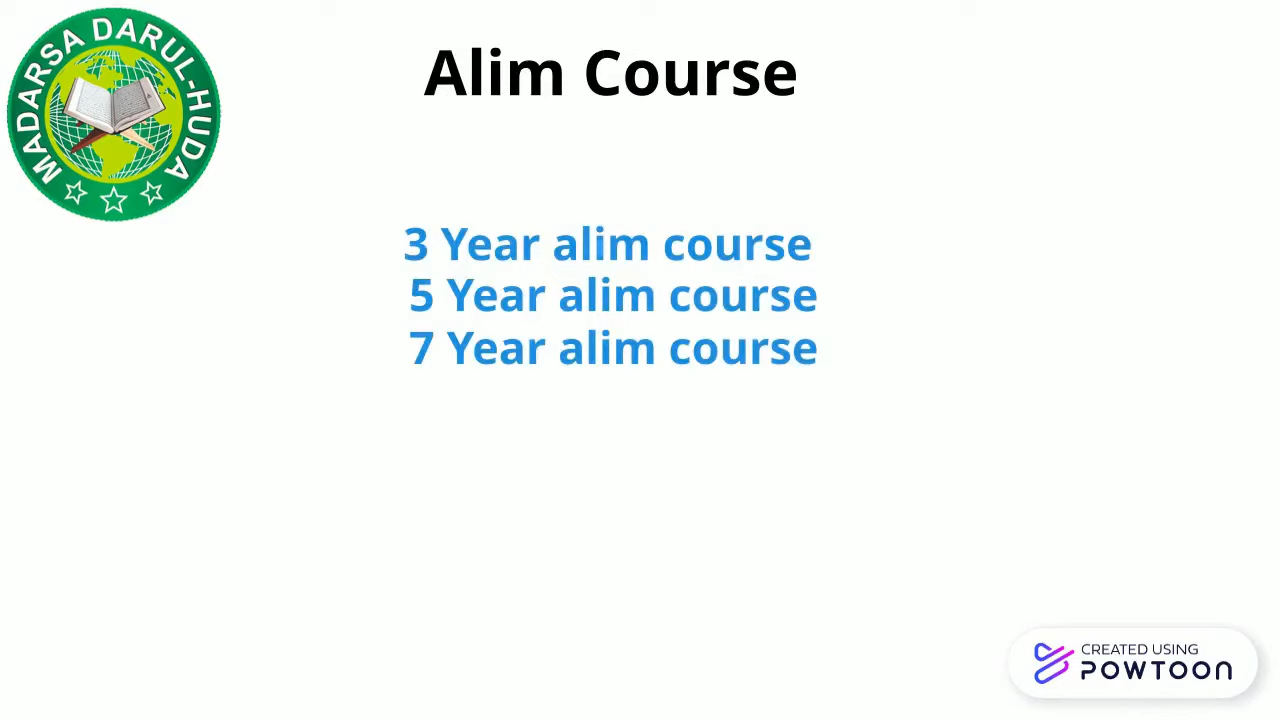 MADARSA DARUL-HUDA
Alim Course
3 Year alim course
5 Year alim course
7 Year alim course
CREATED USING
POWTOON